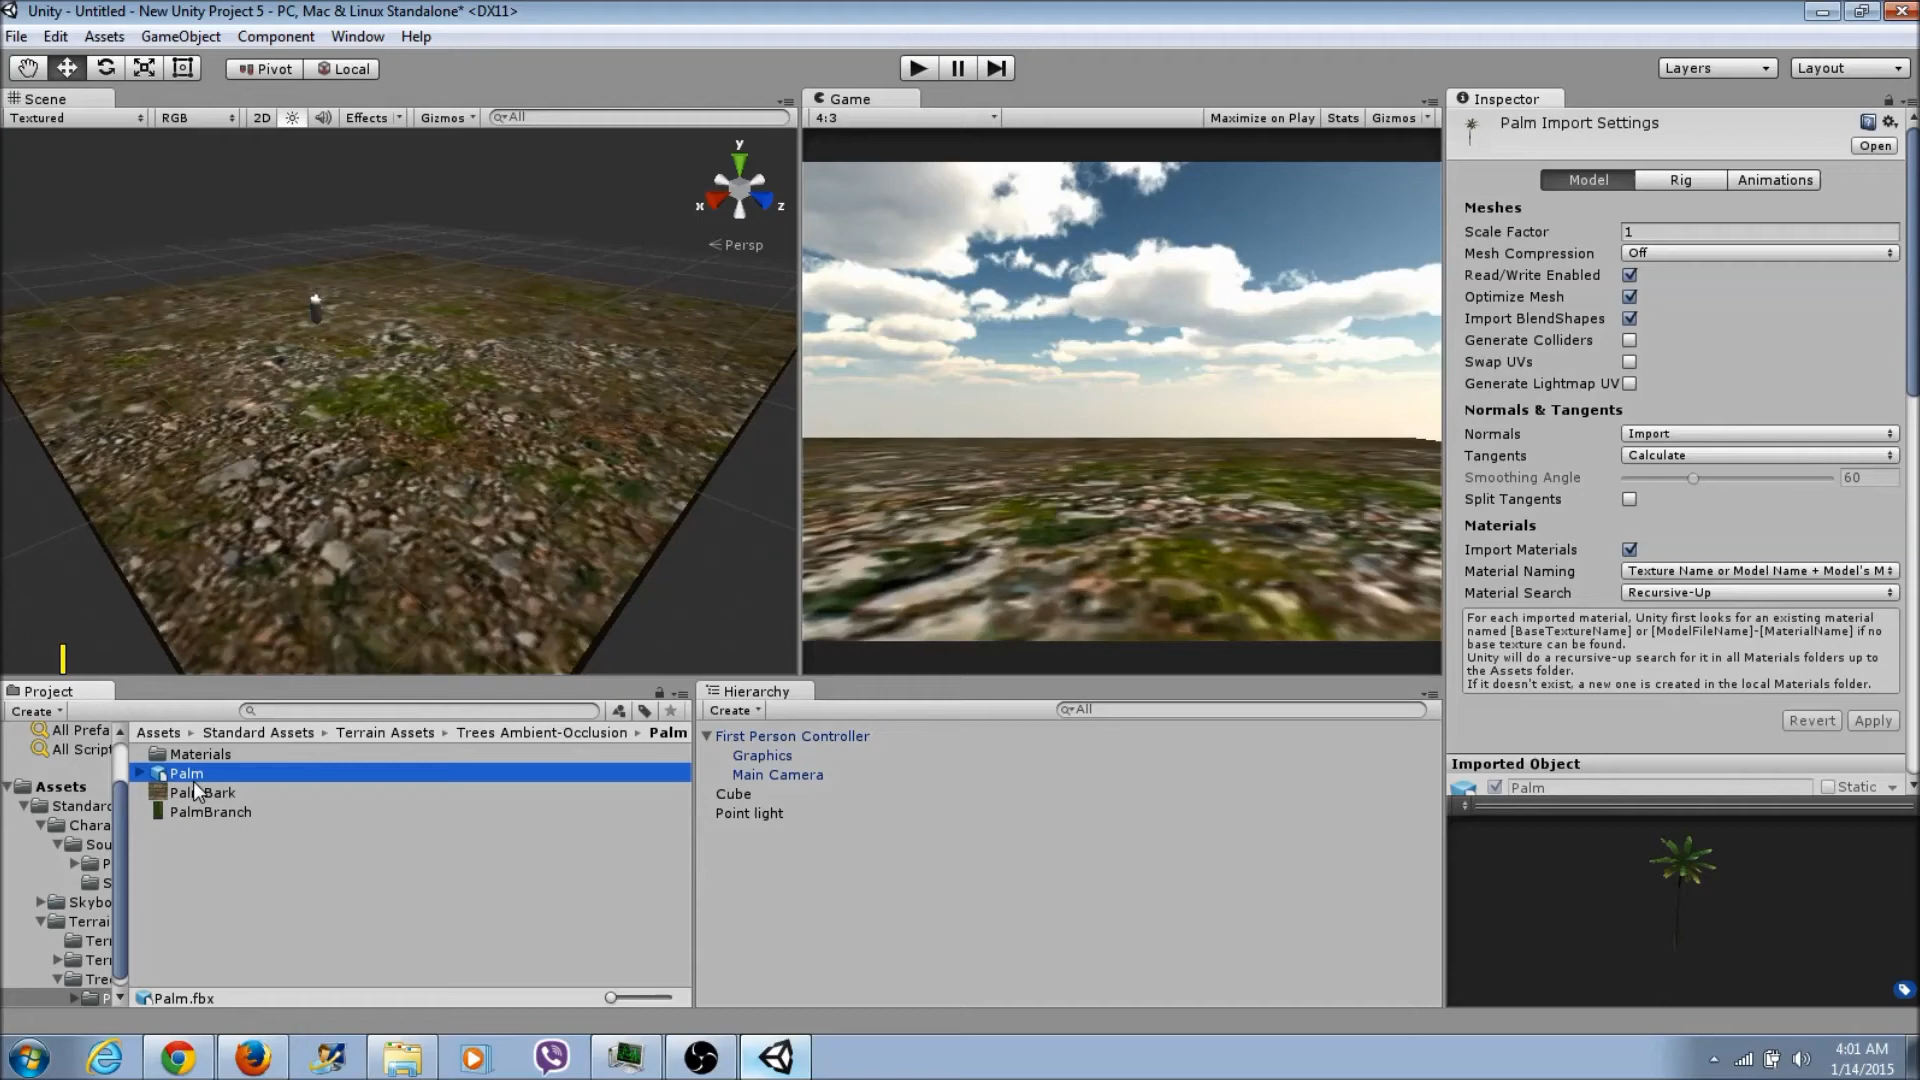 Unity - Untitled - New Unity Project 5 - PC, Mac & Linux Standalone* <DX11>
File Edit Assets GameObject Component Window Help
Pivot Local Layers Layout
Scene
Textured RGB 2D Effects Gizmos All
y
x z
Persp
Game
4:3 Maximize on Play Stats Gizmos
Inspector
Palm Import Settings
Open
Model Rig Animations
Meshes
Scale Factor 1
Mesh Compression Off
Read/Write Enabled
Optimize Mesh
Import BlendShapes
Generate Colliders
Swap UVs
Generate Lightmap UV
Normals & Tangents
Normals Import
Tangents Calculate
Smoothing Angle 60
Split Tangents
Materials
Import Materials
Material Naming Texture Name or Model Name + Model's M
Material Search Recursive-Up
For each imported material, Unity first looks for an existing material
named [BaseTextureName] or [ModelFileName]-[MaterialName] if no
base texture can be found.
Unity will do a recursive-up search for it in all Materials folders up to
the Assets folder.
If it doesn't exist, a new one is created in the local Materials folder.
Revert Apply
Imported Object
Palm Static
Project
Create
All Prefa
All Script
Assets
Standard
Chara
Sou
P
S
Skybo
Terrai
Terr
Terr
Tree
P
Assets Standard Assets Terrain Assets Trees Ambient-Occlusion Palm
Materials
Palm
PalmBark
PalmBranch
Palm.fbx
Hierarchy
Create All
First Person Controller
Graphics
Main Camera
Cube
Point light
4:01 AM
1/14/2015